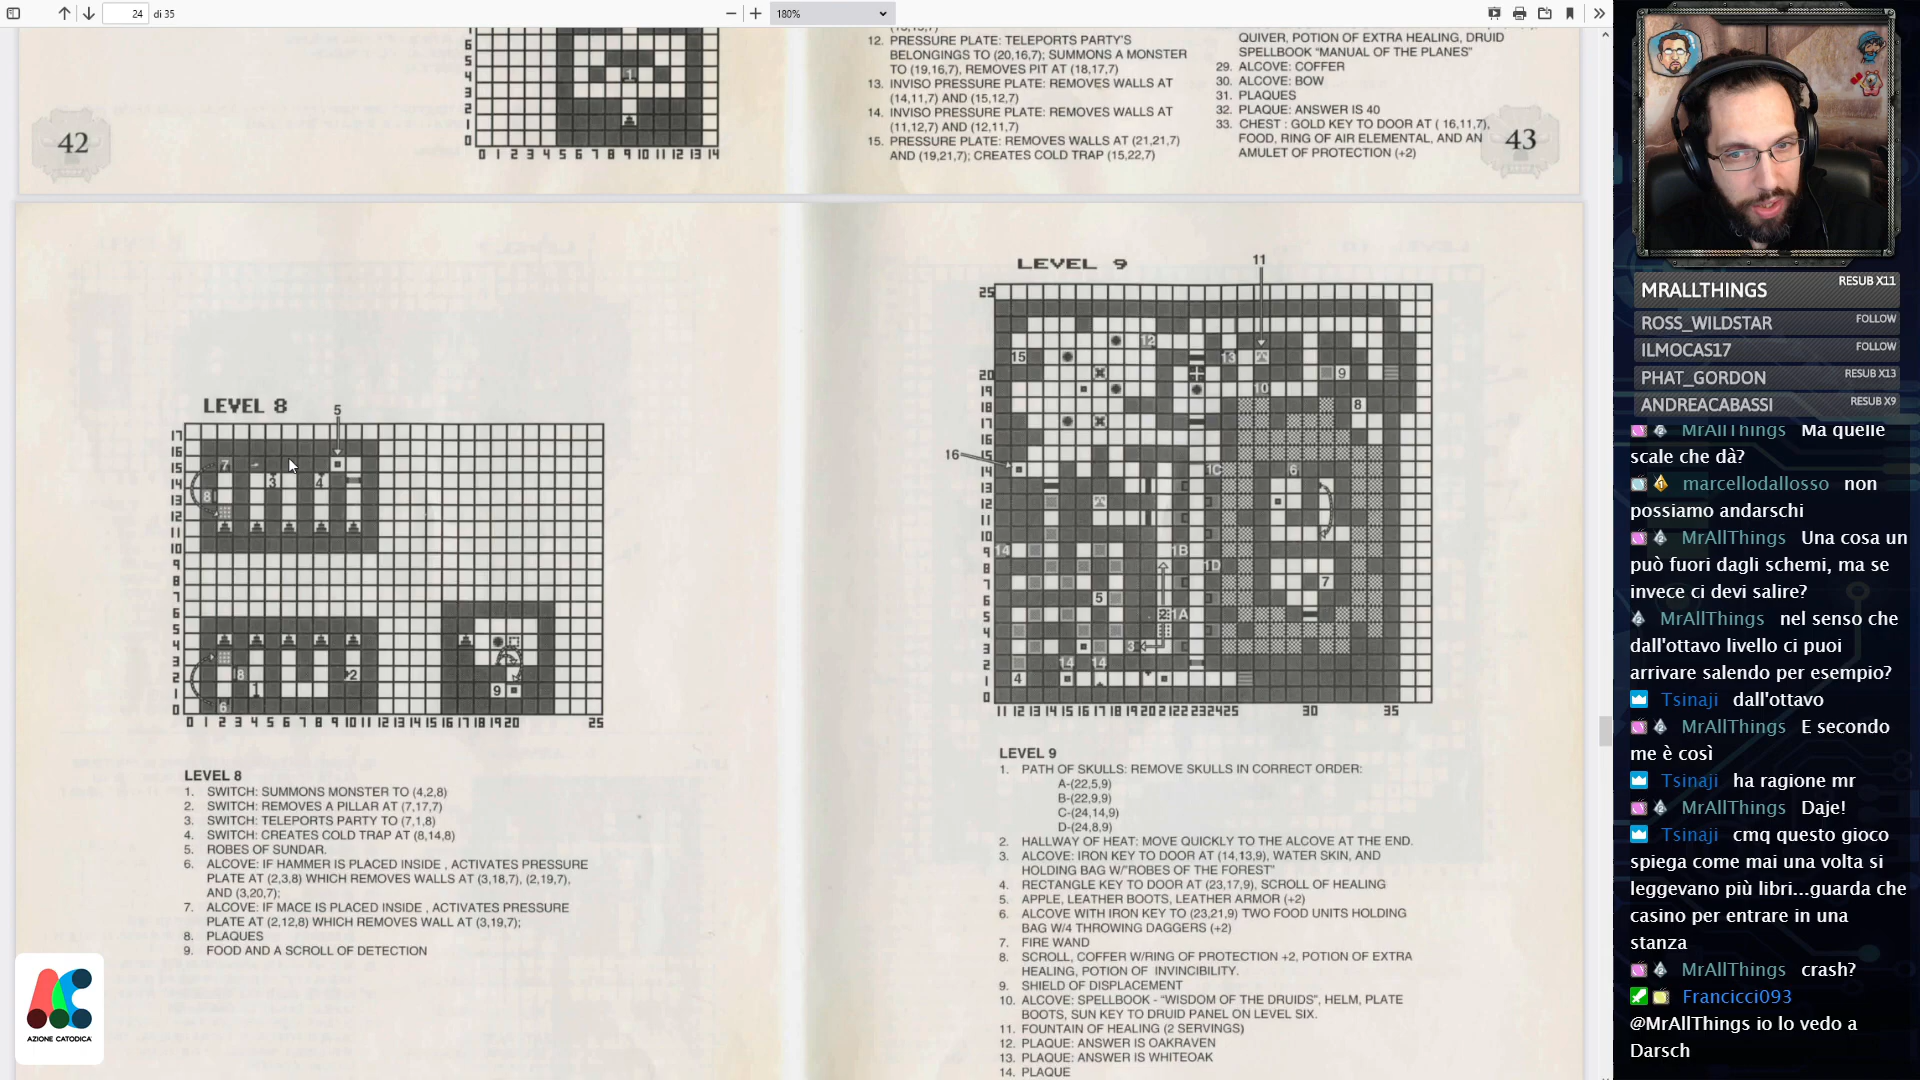 24 di 35
180%
42
12. PRESSURE PLATE: TELEPORTS PARTY'S
BELONGINGS TO (20,16,7); SUMMONS A MONSTER
TO (19,16,7), REMOVES PIT AT (18,17,7)
13. INVISO PRESSURE PLATE: REMOVES WALLS AT
(14,11,7) AND (15,12,7)
14. INVISO PRESSURE PLATE: REMOVES WALLS AT
(11,12,7) AND (12,11,7)
15. PRESSURE PLATE: REMOVES WALLS AT (21,21,7)
AND (19,21,7); CREATES COLD TRAP (15,22,7)
QUIVER, POTION OF EXTRA HEALING, DRUID
SPELLBOOK "MANUAL OF THE PLANES"
29. ALCOVE: COFFER
30. ALCOVE: BOW
31. PLAQUES
32. PLAQUE: ANSWER IS 40
33. CHEST : GOLD KEY TO DOOR AT ( 16,11,7),
FOOD, RING OF AIR ELEMENTAL, AND AN
AMULET OF PROTECTION (+2)
43
LEVEL 8
5
LEVEL 8
1. SWITCH: SUMMONS MONSTER TO (4,2,8)
2. SWITCH: REMOVES A PILLAR AT (7,17,7)
3. SWITCH: TELEPORTS PARTY TO (7,1,8)
4. SWITCH: CREATES COLD TRAP AT (8,14,8)
5. ROBES OF SUNDAR.
6. ALCOVE: IF HAMMER IS PLACED INSIDE , ACTIVATES PRESSURE
PLATE AT (2,3,8) WHICH REMOVES WALLS AT (3,18,7), (2,19,7),
AND (3,20,7);
7. ALCOVE: IF MACE IS PLACED INSIDE , ACTIVATES PRESSURE
PLATE AT (2,12,8) WHICH REMOVES WALL AT (3,19,7);
8. PLAQUES
9. FOOD AND A SCROLL OF DETECTION
LEVEL 9
11
16
LEVEL 9
1. PATH OF SKULLS: REMOVE SKULLS IN CORRECT ORDER:
A-(22,5,9)
B-(22,9,9)
C-(24,14,9)
D-(24,8,9)
2. HALLWAY OF HEAT: MOVE QUICKLY TO THE ALCOVE AT THE END.
3. ALCOVE: IRON KEY TO DOOR AT (14,13,9), WATER SKIN, AND
HOLDING BAG W/"ROBES OF THE FOREST"
4. RECTANGLE KEY TO DOOR AT (23,17,9), SCROLL OF HEALING
5. APPLE, LEATHER BOOTS, LEATHER ARMOR (+2)
6. ALCOVE WITH IRON KEY TO (23,21,9) TWO FOOD UNITS HOLDING
BAG W/4 THROWING DAGGERS (+2)
7. FIRE WAND
8. SCROLL, COFFER W/RING OF PROTECTION +2, POTION OF EXTRA
HEALING, POTION OF INVINCIBILITY.
9. SHIELD OF DISPLACEMENT
10. ALCOVE: SPELLBOOK - "WISDOM OF THE DRUIDS", HELM, PLATE
BOOTS, SUN KEY TO DRUID PANEL ON LEVEL SIX.
11. FOUNTAIN OF HEALING (2 SERVINGS)
12. PLAQUE: ANSWER IS OAKRAVEN
13. PLAQUE: ANSWER IS WHITEOAK
14. PLAQUE
AZIONE CATODICA
MRALLTHINGS RESUB X11
ROSS_WILDSTAR FOLLOW
ILMOCAS17 FOLLOW
PHAT_GORDON RESUB X13
ANDREACABASSI RESUB X9
MrAllThings Ma quelle
scale che dà?
marcellodallosso non
possiamo andarschi
MrAllThings Una cosa un
può fuori dagli schemi, ma se
invece ci devi salire?
MrAllThings nel senso che
dall'ottavo livello ci puoi
arrivare salendo per esempio?
Tsinaji dall'ottavo
MrAllThings E secondo
me è così
Tsinaji ha ragione mr
MrAllThings Daje!
Tsinaji cmq questo gioco
spiega come mai una volta si
leggevano più libri...guarda che
casino per entrare in una
stanza
MrAllThings crash?
Francicci093
@MrAllThings io lo vedo a
Darsch